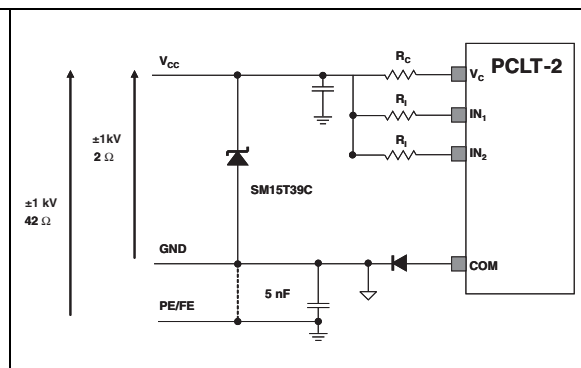 V_CC
R_C
V_C
PCLT-2
R_I
IN_1
R_I
IN_2
±1kV
2 Ω
SM15T39C
±1 kV
42 Ω
GND
5 nF
COM
PE/FE